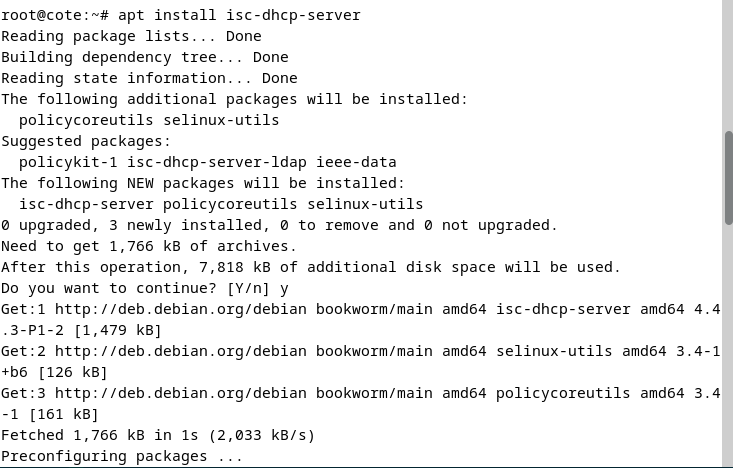 root@cote:~# apt install isc-dhcp-server
Reading package lists... Done
Building dependency tree... Done
Reading state information... Done
The following additional packages will be installed:
  policycoreutils selinux-utils
Suggested packages:
  policykit-1 isc-dhcp-server-ldap ieee-data
The following NEW packages will be installed:
  isc-dhcp-server policycoreutils selinux-utils
0 upgraded, 3 newly installed, 0 to remove and 0 not upgraded.
Need to get 1,766 kB of archives.
After this operation, 7,818 kB of additional disk space will be used.
Do you want to continue? [Y/n] y
Get:1 http://deb.debian.org/debian bookworm/main amd64 isc-dhcp-server amd64 4.4
.3-P1-2 [1,479 kB]
Get:2 http://deb.debian.org/debian bookworm/main amd64 selinux-utils amd64 3.4-1
+b6 [126 kB]
Get:3 http://deb.debian.org/debian bookworm/main amd64 policycoreutils amd64 3.4
-1 [161 kB]
Fetched 1,766 kB in 1s (2,033 kB/s)
Preconfiguring packages ...